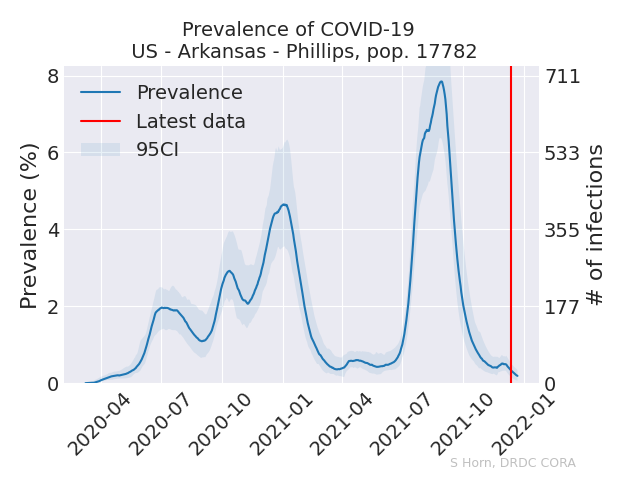 Prevalence of COVID-19
US - Arkansas - Phillips, pop. 17782
Prevalence
Latest data
95CI
Prevalence (%)
8
6
4
2
0
711
533
355
177
0
# of infections
2020-04
2020-07
2020-10
2021-01
2021-04
2021-07
2021-10
2022-01
S Horn, DRDC CORA